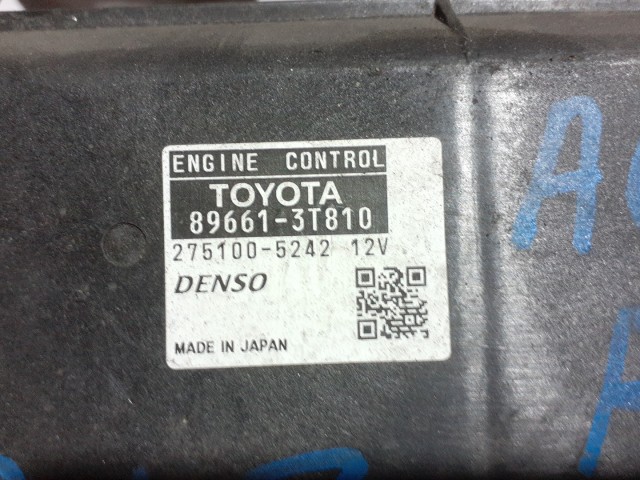 ENGINE CONTROL
TOYOTA
89661-3T810
275100-5242 12V
DENSO
MADE IN JAPAN
A